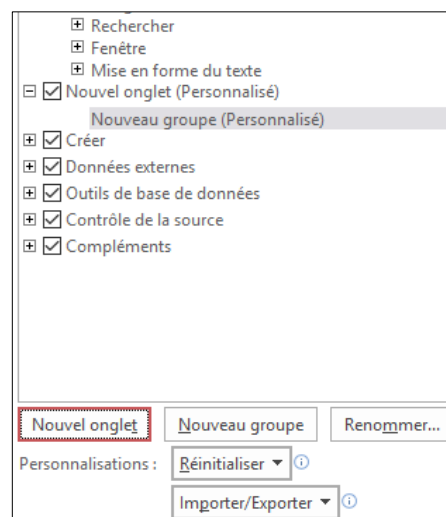 Rechercher
Fenêtre
Mise en forme du texte
Nouvel onglet (Personnalisé)
Nouveau groupe (Personnalisé)
Créer
Données externes
Outils de base de données
Contrôle de la source
Compléments
Nouvel onglet Nouveau groupe Renommer...
Personnalisations : Réinitialiser
Importer/Exporter